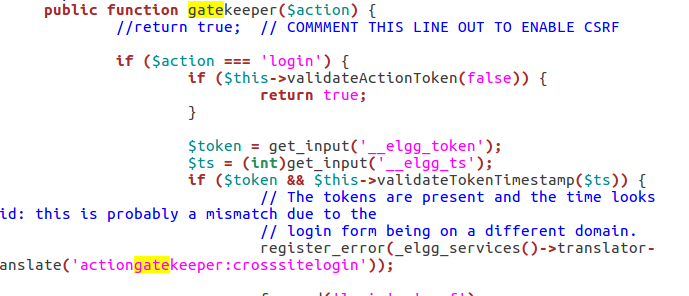 public function gatekeeper($action) {
//return true;  // COMMMENT THIS LINE OUT TO ENABLE CSRF
if ($action === 'login') {
if ($this->validateActionToken(false)) {
return true;
}
$token = get_input('__elgg_token');
$ts = (int)get_input('__elgg_ts');
if ($token && $this->validateTokenTimestamp($ts)) {
// The tokens are present and the time looks
id: this is probably a mismatch due to the
// login form being on a different domain.
register_error(_elgg_services()->translator-
anslate('actiongatekeeper:crosssitelogin'));